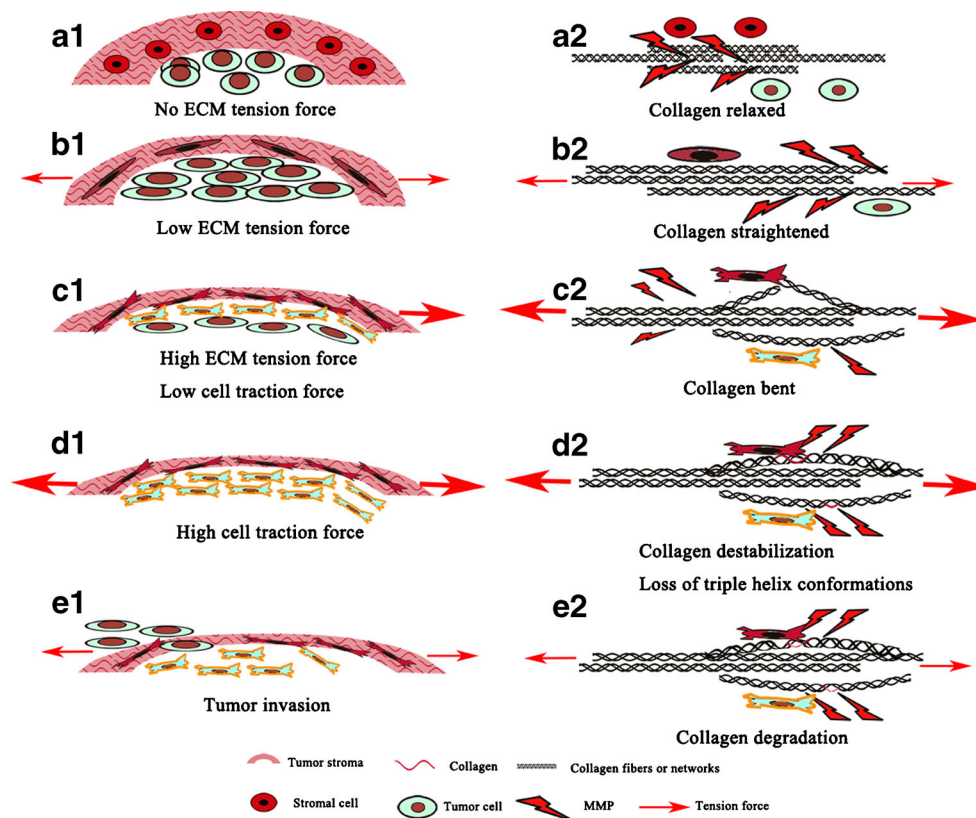 a1
No ECM tension force
a2
Collagen relaxed
b1
Low ECM tension force
b2
Collagen straightened
c1
High ECM tension force
Low cell traction force
c2
Collagen bent
d1
High cell traction force
d2
Collagen destabilization
Loss of triple helix conformations
e1
Tumor invasion
e2
Collagen degradation
Tumor stroma
Collagen
Collagen fibers or networks
Stromal cell
Tumor cell
MMP
Tension force